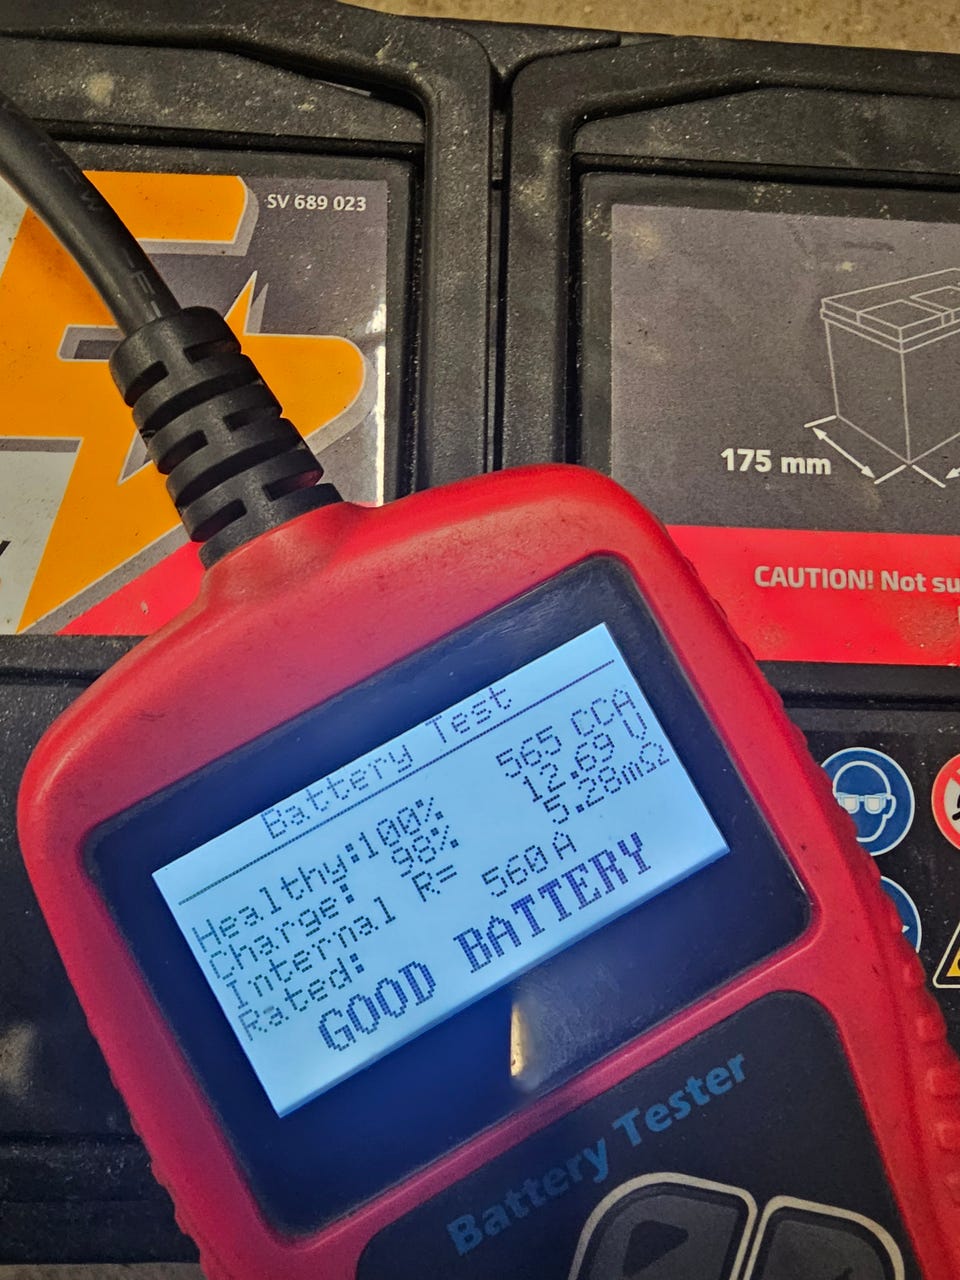 SV 689 023
175 mm
CAUTION! Not su
Battery Test
Healthy:100% 565 CCA
Charge: 98% 12.69 V
Internal R= 5.28mΩ
Rated: 560 A
GOOD BATTERY
Battery Tester